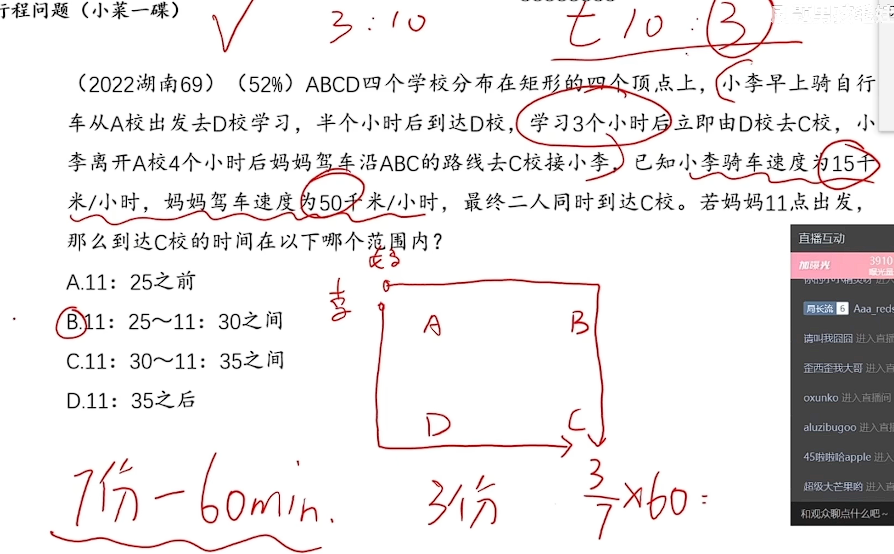 行程问题（小菜一碟）
3:10
t 10:3
（2022湖南69）（52%）ABCD四个学校分布在矩形的四个顶点上，小李早上骑自行
车从A校出发去D校学习，半个小时后到达D校，学习3个小时后立即由D校去C校，小
李离开A校4个小时后妈妈驾车沿ABC的路线去C校接小李，已知小李骑车速度为15千
米/小时，妈妈驾车速度为50千米/小时，最终二人同时到达C校。若妈妈11点出发，
那么到达C校的时间在以下哪个范围内？
A.11：25之前
B.11：25～11：30之间
C.11：30～11：35之间
D.11：35之后
李
A
B
D
C
7份-60min.
3份
3/7×60=
直播互动
加曝光
3910
曝光
进入
局长流 6 Aaa_reds
请叫我囧囧 进入直播
歪西歪我大哥 进入直
oxunko 进入直播间
aluzibugoo 进入直播
45啦啦哈apple 进入
超级大芒果哟 进入直
和观众聊点什么吧～